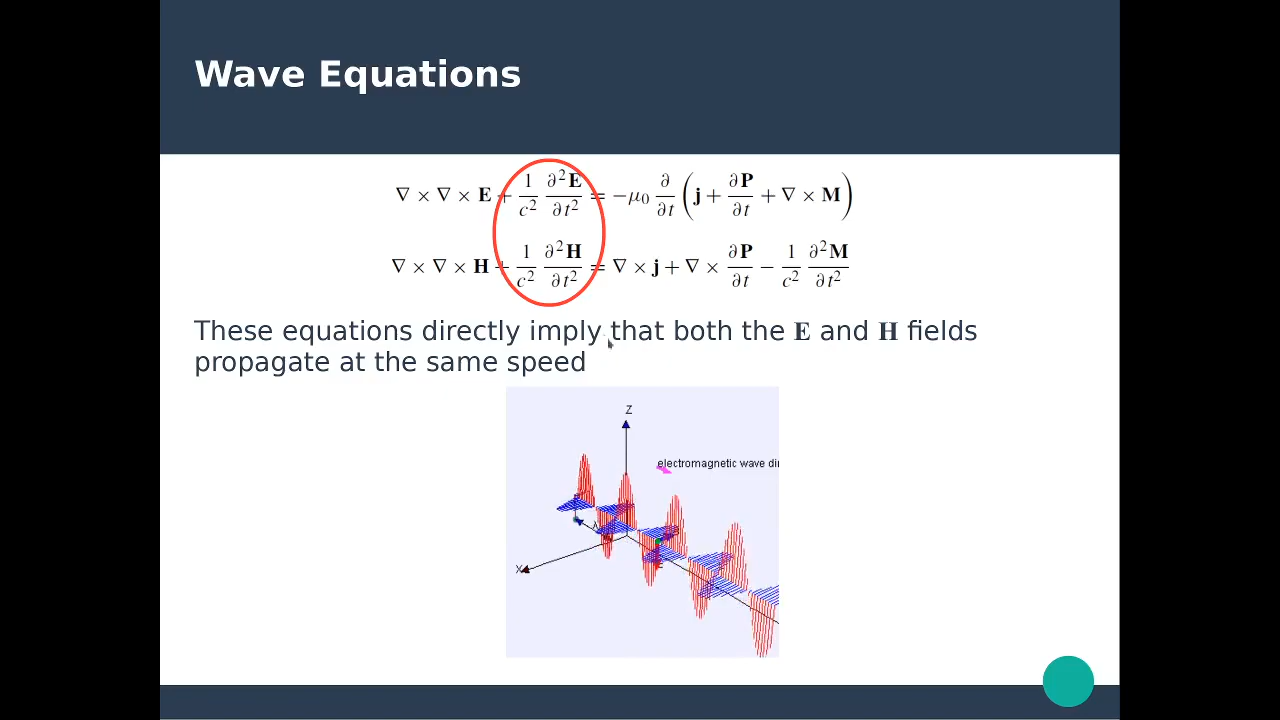 Wave Equations
∇ × ∇ × E + 1/c² ∂²E/∂t² = −μ₀ ∂/∂t (j + ∂P/∂t + ∇ × M)
∇ × ∇ × H + 1/c² ∂²H/∂t² = ∇ × j + ∇ × ∂P/∂t − 1/c² ∂²M/∂t²
These equations directly imply that both the E and H fields
propagate at the same speed
Z
electromagnetic wave dir
λ
X